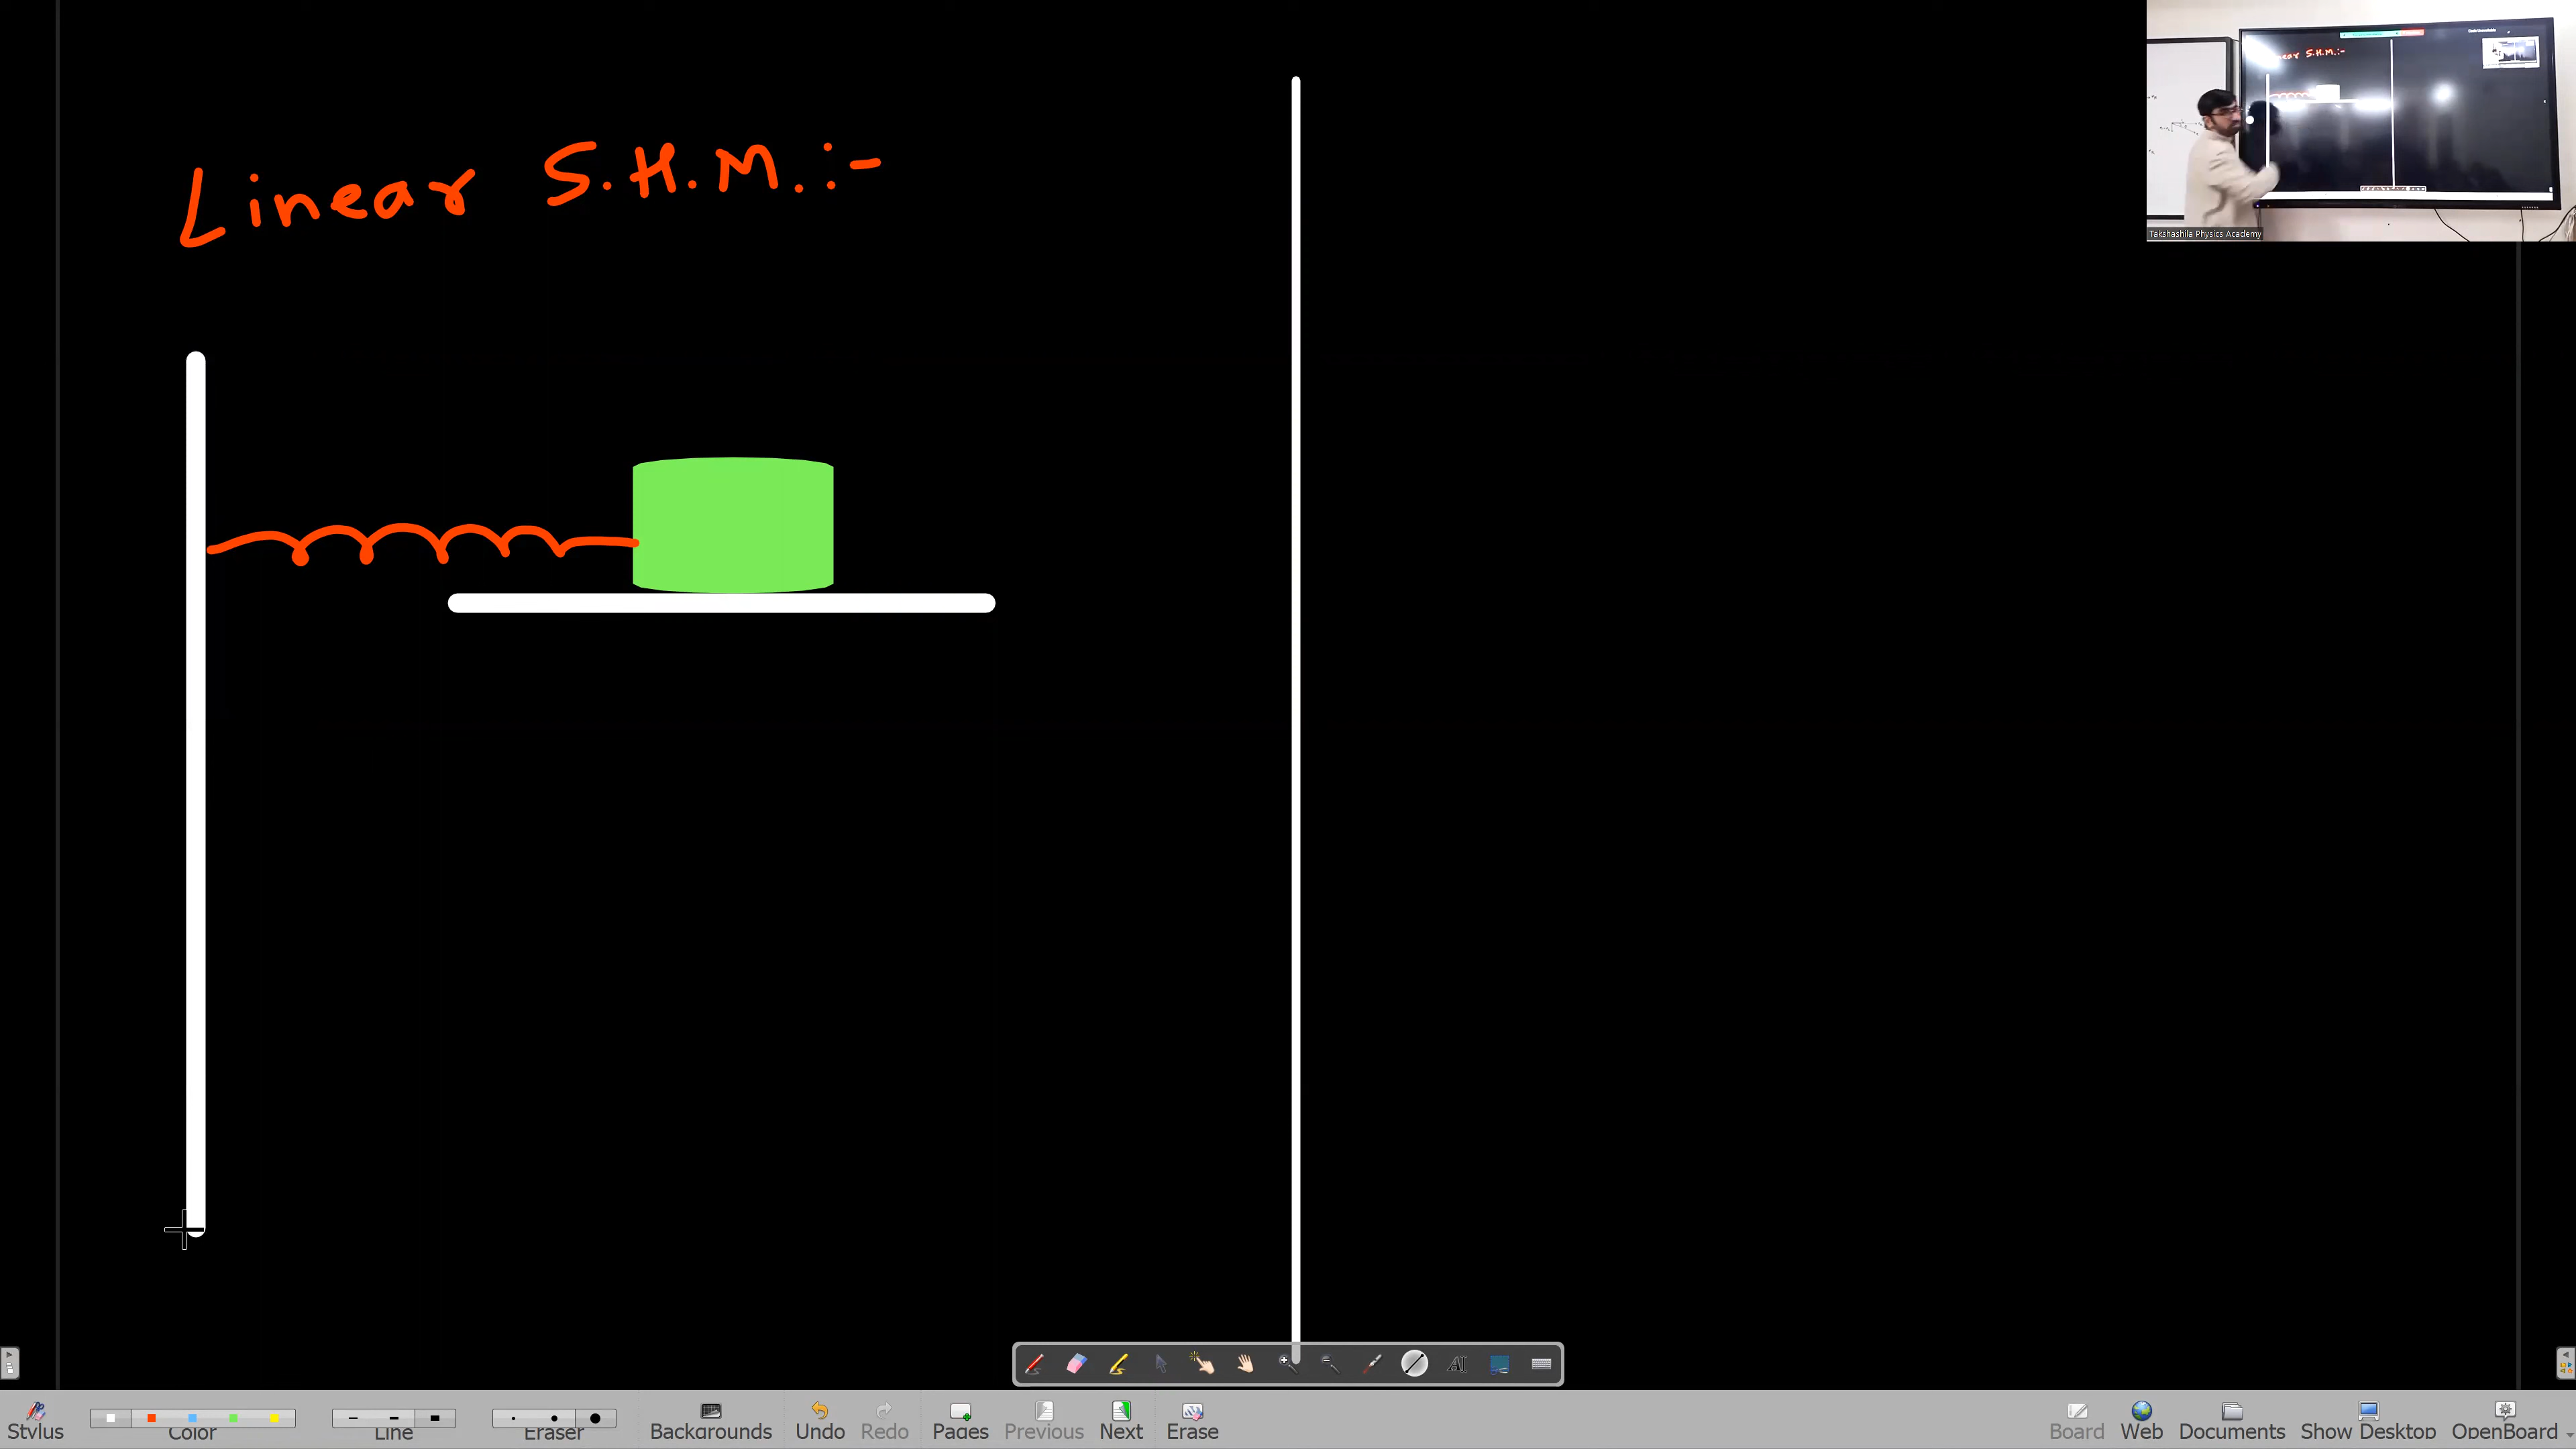 Linear S.H.M. :-
Takshashila Physics Academy
Stylus
Color
Line
Eraser
Backgrounds
Undo
Redo
Pages
Previous
Next
Erase
Board
Web
Documents
Show Desktop
OpenBoard